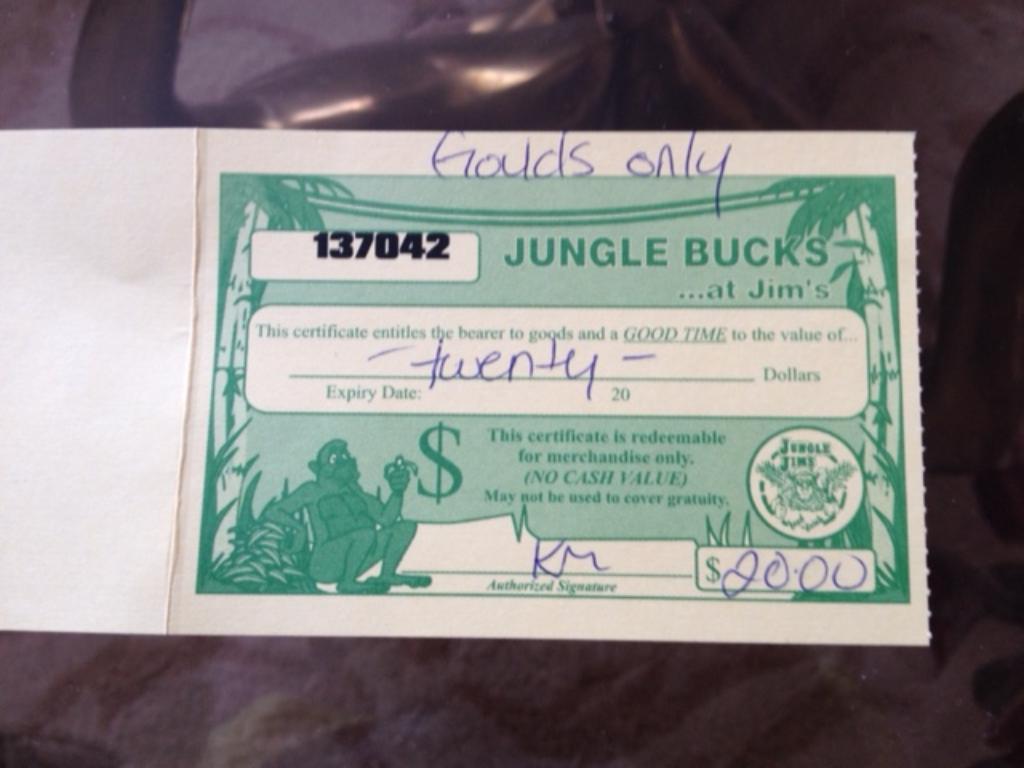 Goulds only
137042
JUNGLE BUCKS
...at Jim's
This certificate entitles the bearer to goods and a GOOD TIME to the value of...
- twenty -
Dollars
Expiry Date: 20
$
This certificate is redeemable
for merchandise only.
(NO CASH VALUE)
May not be used to cover gratuity.
JUNGLE
JIMS
KM
Authorized Signature
$20.00